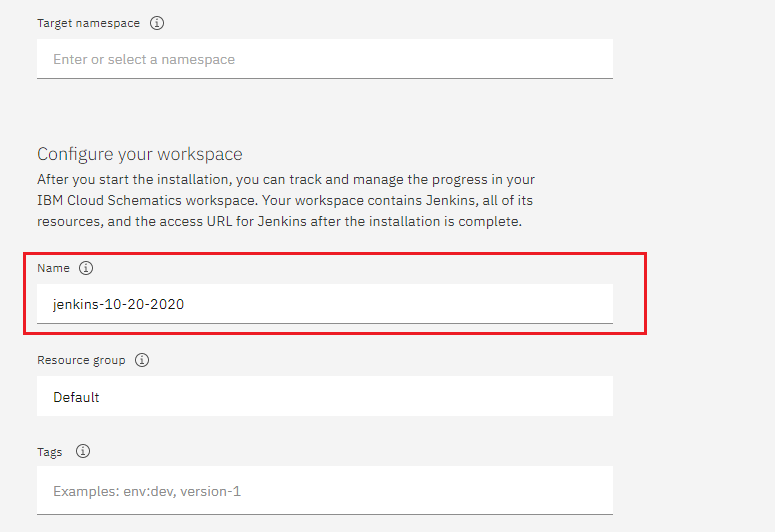 Target namespace
Enter or select a namespace
Configure your workspace
After you start the installation, you can track and manage the progress in your
IBM Cloud Schematics workspace. Your workspace contains Jenkins, all of its
resources, and the access URL for Jenkins after the installation is complete.
Name
jenkins-10-20-2020
Resource group
Default
Tags
Examples: env:dev, version-1